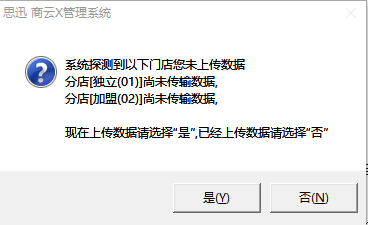 思迅 商云X管理系统
系统探测到以下门店您未上传数据
分店[独立(01)]尚未传输数据,
分店[加盟(02)]尚未传输数据,
现在上传数据请选择“是”,已经上传数据请选择“否”
是(Y)
否(N)